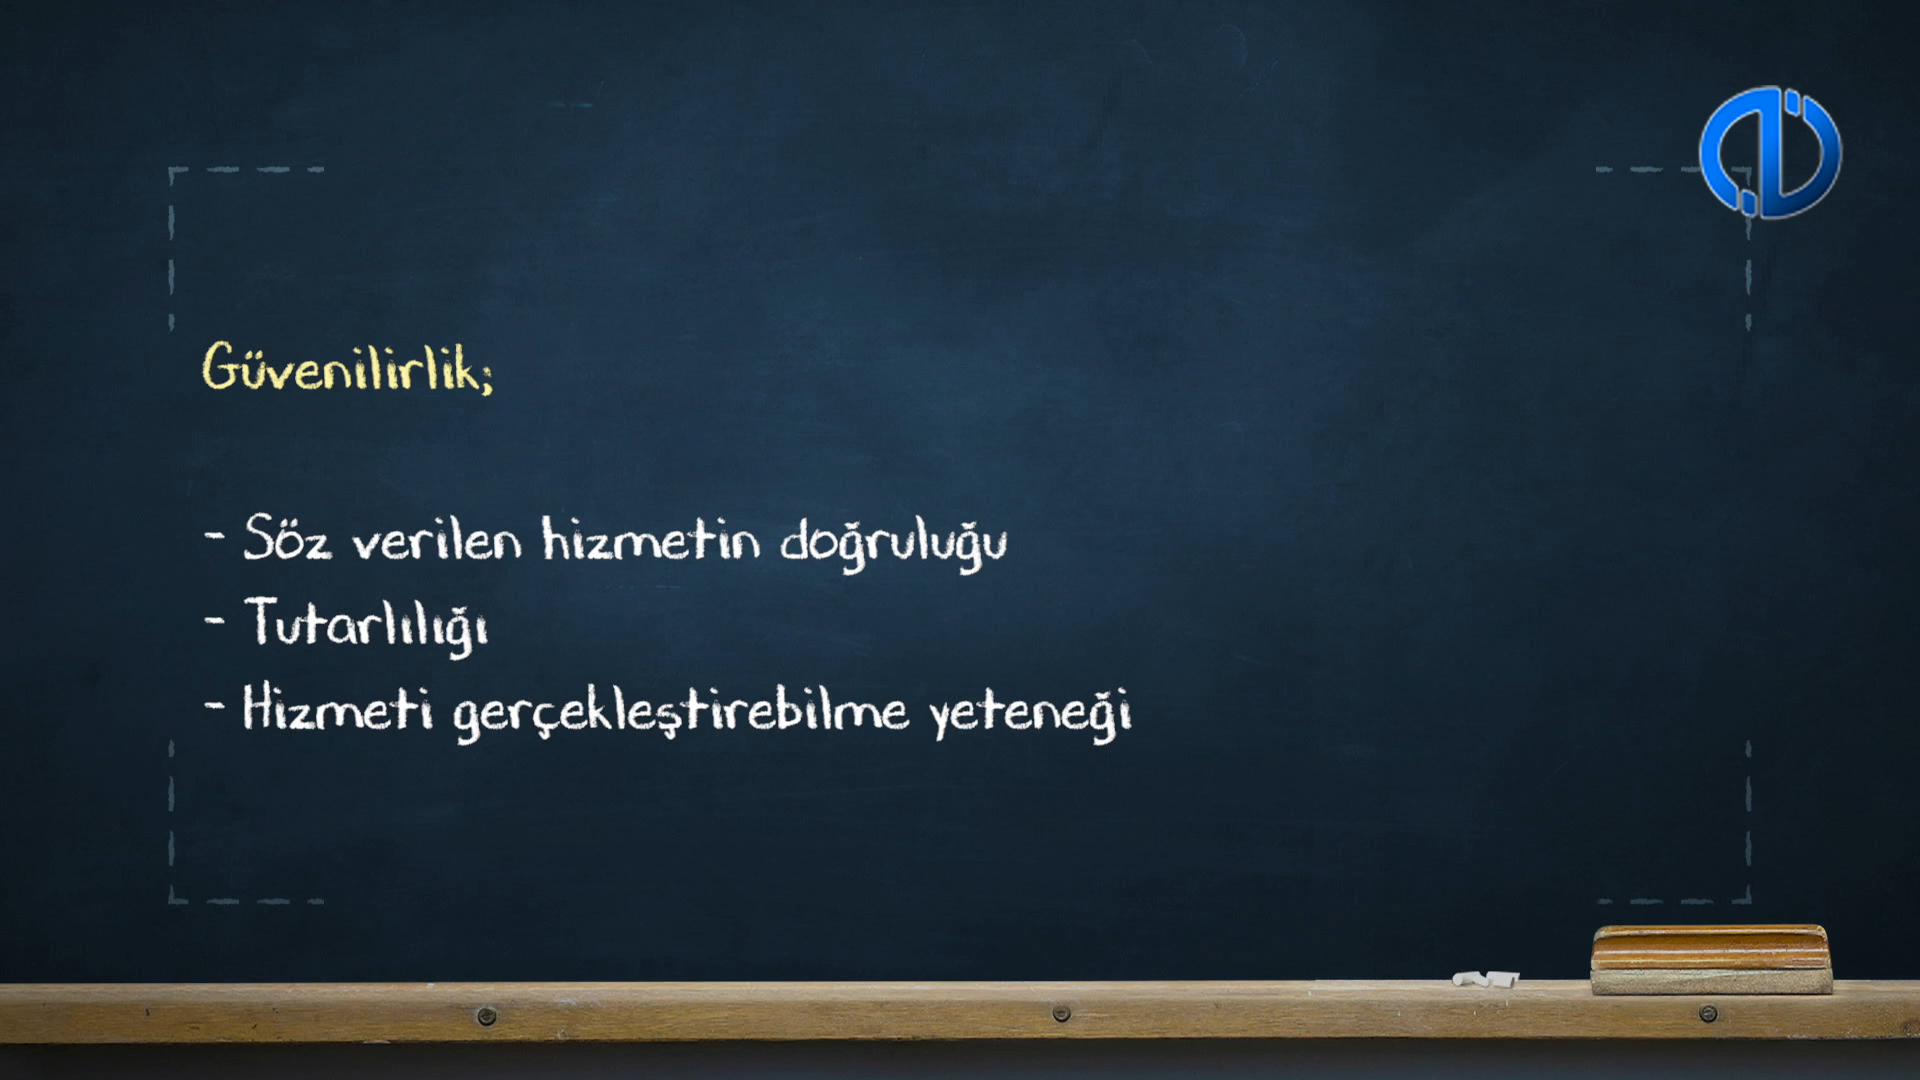 Güvenilirlik;
- Söz verilen hizmetin doğruluğu
- Tutarlılığı
- Hizmeti gerçekleştirebilme yeteneği